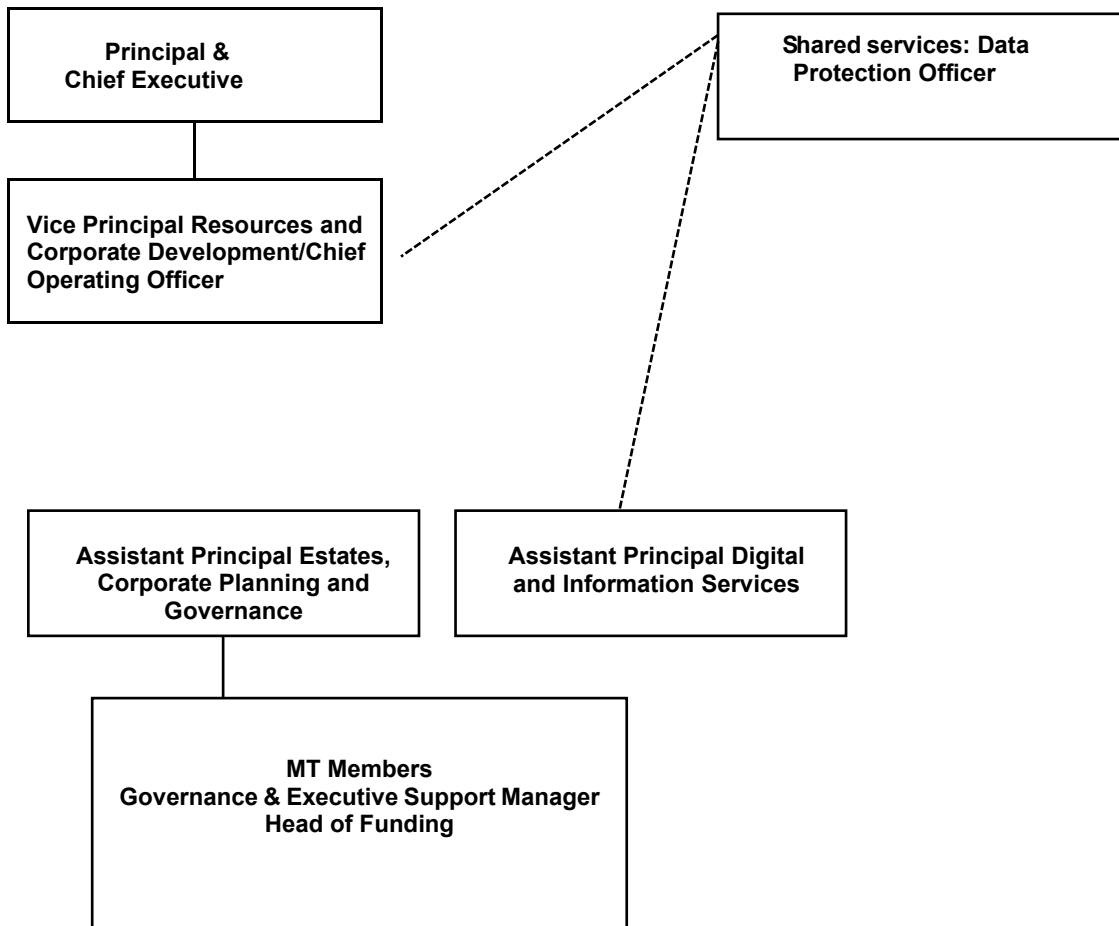 Principal &
Chief Executive
Shared services: Data
Protection Officer
Vice Principal Resources and
Corporate Development/Chief
Operating Officer
Assistant Principal Estates,
Corporate Planning and
Governance
Assistant Principal Digital
and Information Services
MT Members
Governance & Executive Support Manager
Head of Funding